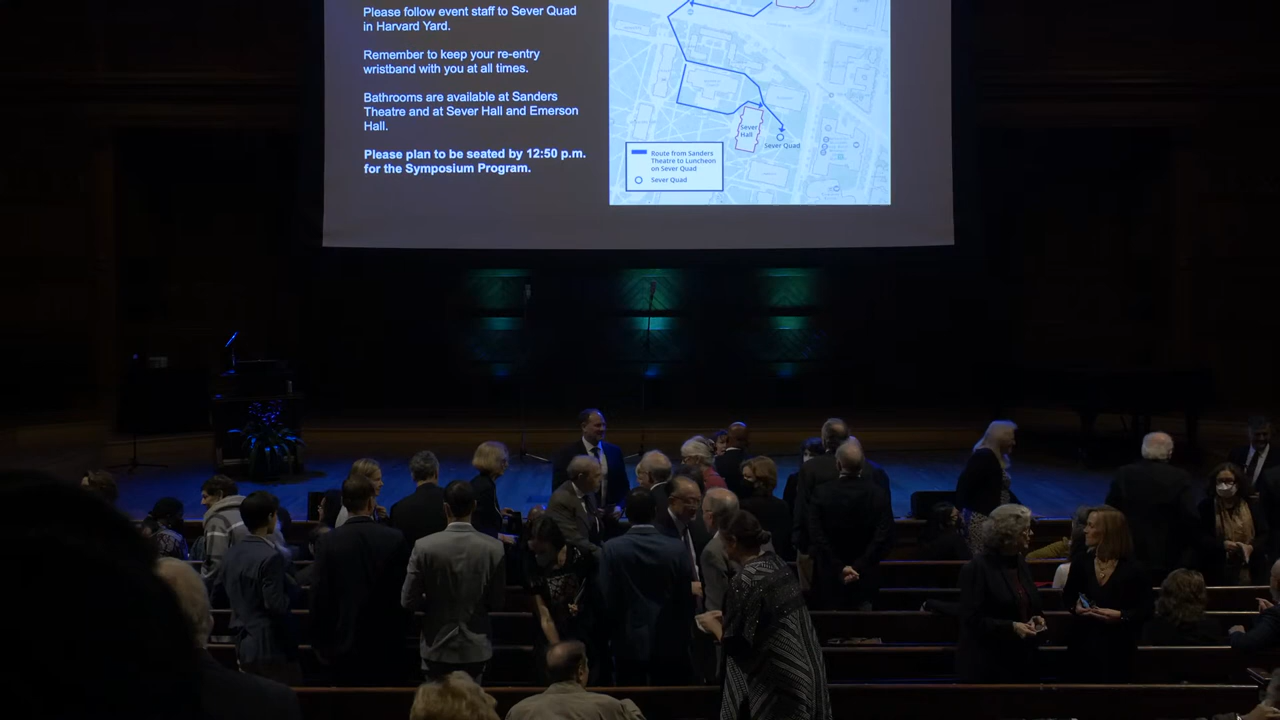 Please follow event staff to Sever Quad
in Harvard Yard.
Remember to keep your re-entry
wristband with you at all times.
Bathrooms are available at Sanders
Theatre and at Sever Hall and Emerson
Hall.
Please plan to be seated by 12:50 p.m.
for the Symposium Program.
Sever
Hall
Sever Quad
Route from Sanders
Theatre to Luncheon
on Sever Quad
Sever Quad